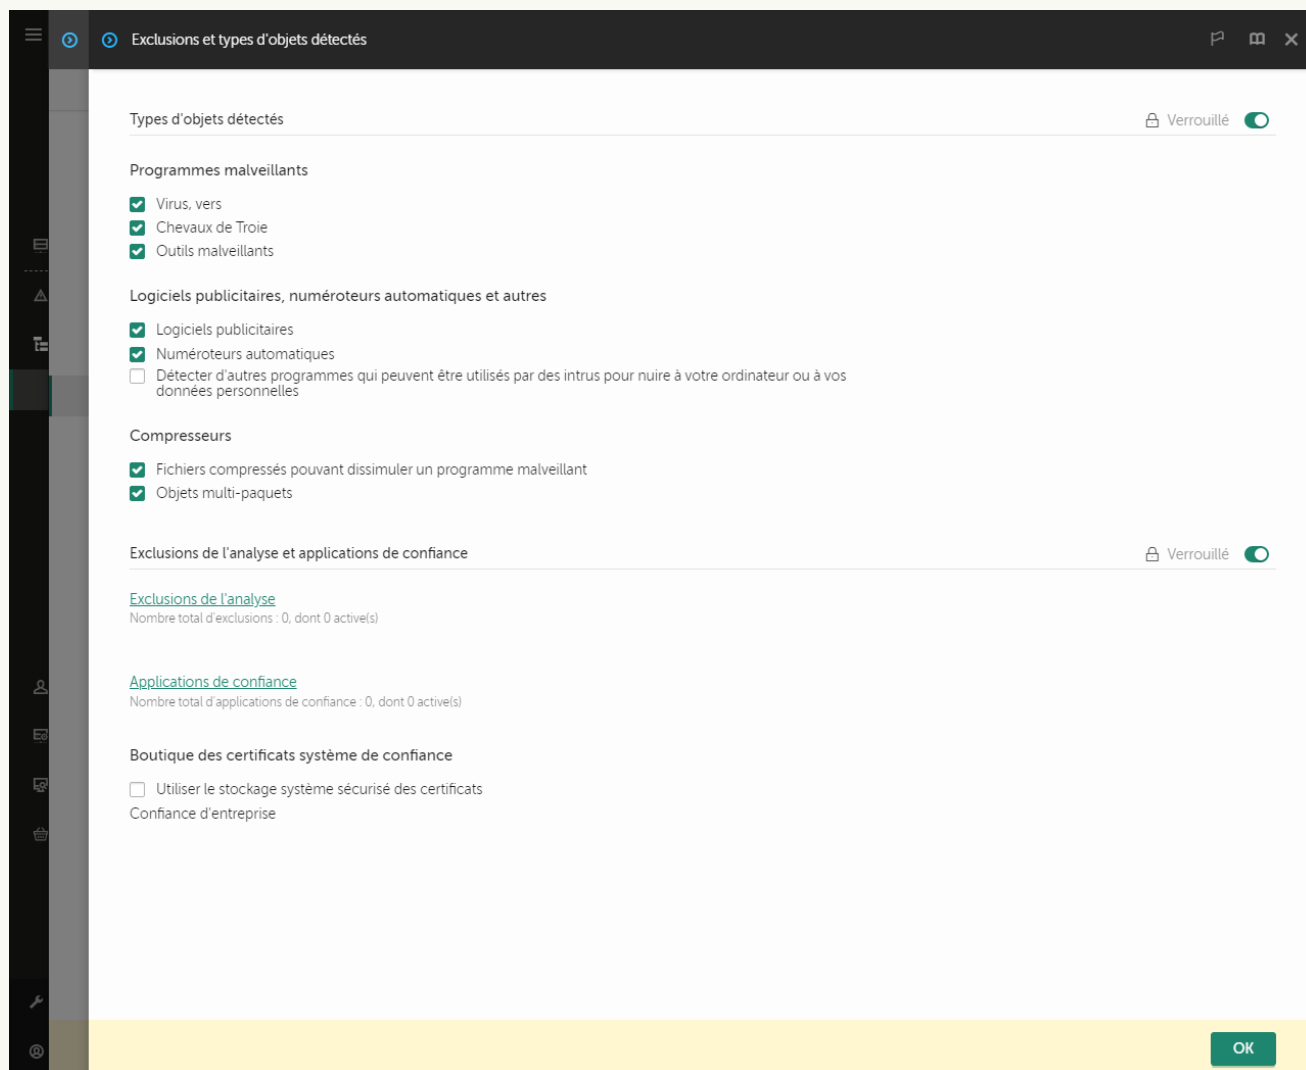 Exclusions et types d'objets détectés
Types d'objets détectés
Verrouillé
Programmes malveillants
Virus, vers
Chevaux de Troie
Outils malveillants
Logiciels publicitaires, numéroteurs automatiques et autres
Logiciels publicitaires
Numéroteurs automatiques
Détecter d'autres programmes qui peuvent être utilisés par des intrus pour nuire à votre ordinateur ou à vos
données personnelles
Compresseurs
Fichiers compressés pouvant dissimuler un programme malveillant
Objets multi-paquets
Exclusions de l'analyse et applications de confiance
Verrouillé
Exclusions de l'analyse
Nombre total d'exclusions : 0, dont 0 active(s)
Applications de confiance
Nombre total d'applications de confiance : 0, dont 0 active(s)
Boutique des certificats système de confiance
Utiliser le stockage système sécurisé des certificats
Confiance d'entreprise
OK